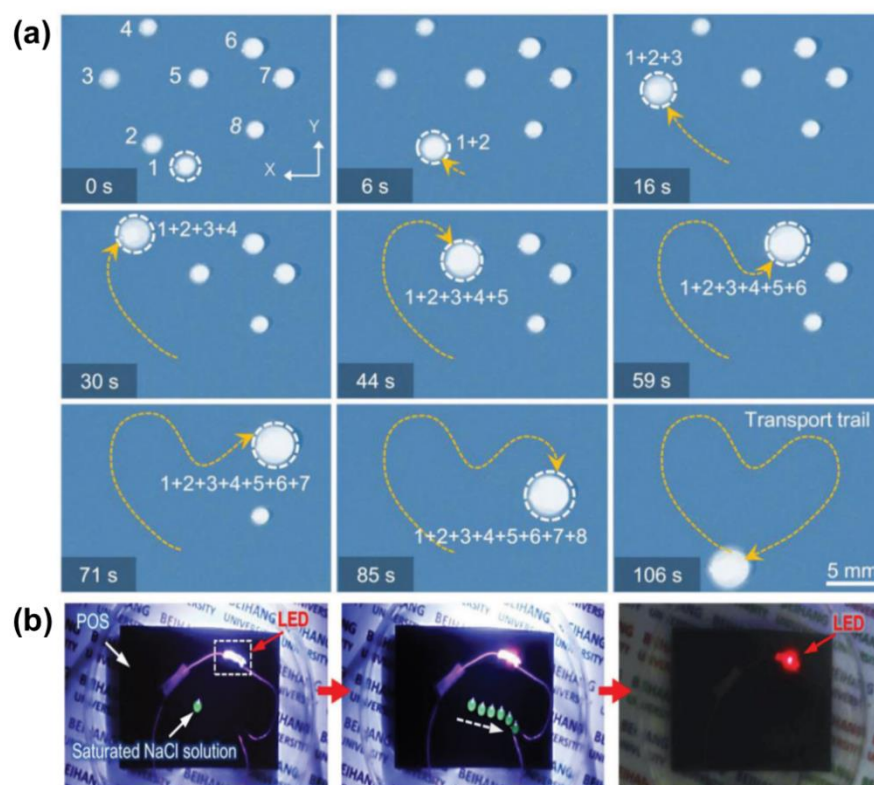 (a)
4
6
3
5
7
2
8
1
Y
X
0 s
1+2
6 s
1+2+3
16 s
1+2+3+4
30 s
1+2+3+4+5
44 s
1+2+3+4+5+6
59 s
1+2+3+4+5+6+7
71 s
1+2+3+4+5+6+7+8
85 s
Transport trail
106 s
5 mm
(b)
POS
LED
Saturated NaCl solution
BEIHANG
UNIVERSITY
LED